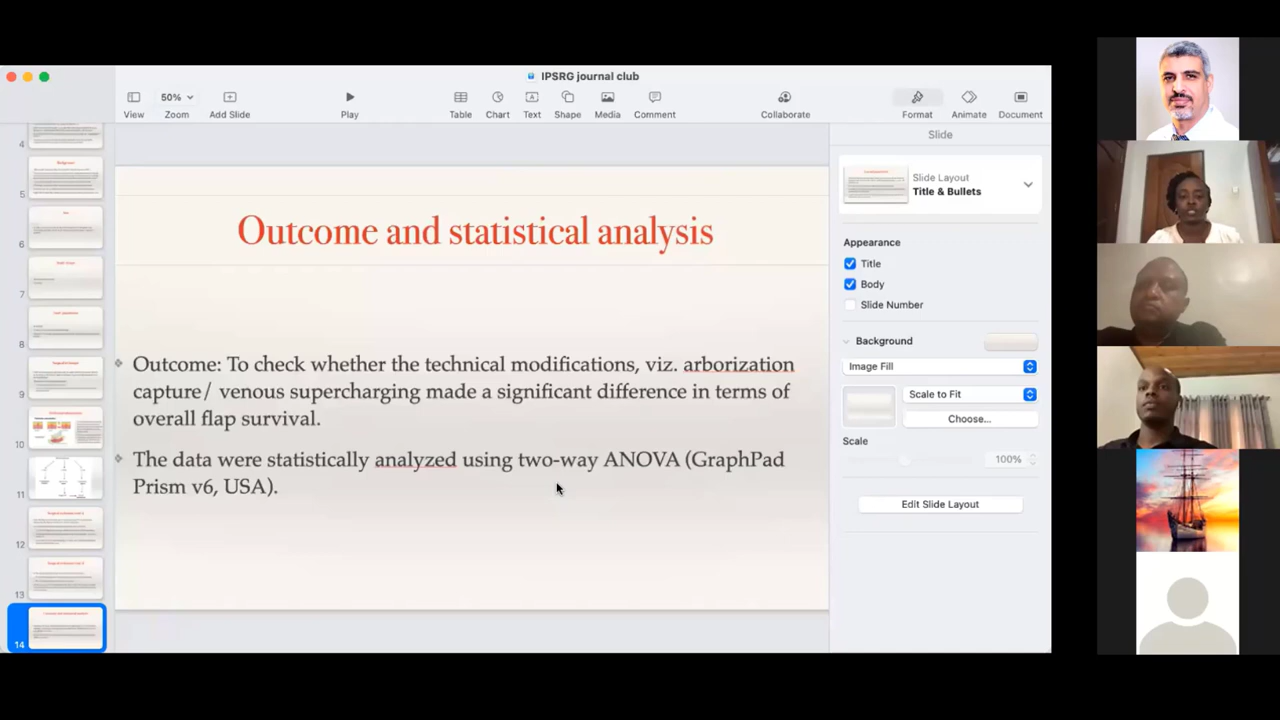 IPSRG journal club
50%
View
Zoom
Add Slide
Play
Table
Chart
Text
Shape
Media
Comment
Collaborate
Format
Animate
Document
Slide
4
5
6
7
8
9
10
11
12
13
14
Outcome and statistical analysis
Outcome: To check whether the technical modifications, viz. arborization
capture/ venous supercharging made a significant difference in terms of
overall flap survival.
The data were statistically analyzed using two-way ANOVA (GraphPad
Prism v6, USA).
Slide Layout
Title & Bullets
Appearance
Title
Body
Slide Number
Background
Image Fill
Scale to Fit
Choose...
Scale
100%
Edit Slide Layout